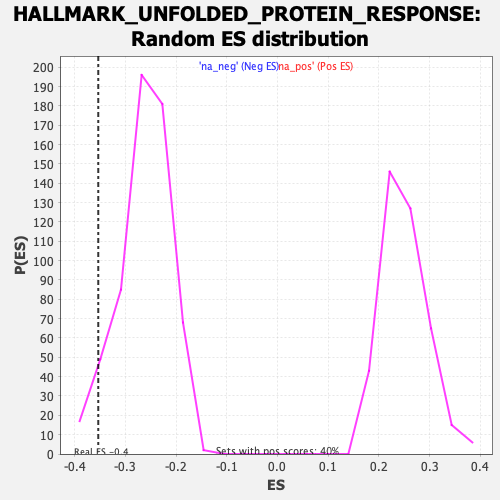 HALLMARK_UNFOLDED_PROTEIN_RESPONSE:
Random ES distribution
'na_neg' (Neg ES)na_pos' (Pos ES)
200
190
180
170
160
150
140
130
120
110
100
90
80
70
60
50
40
30
20
10
0
P(ES)
Real ES -0.4
Sets with pos scores: 40%
-0.4 -0.3 -0.2 -0.1 0.0 0.1 0.2 0.3 0.4
ES